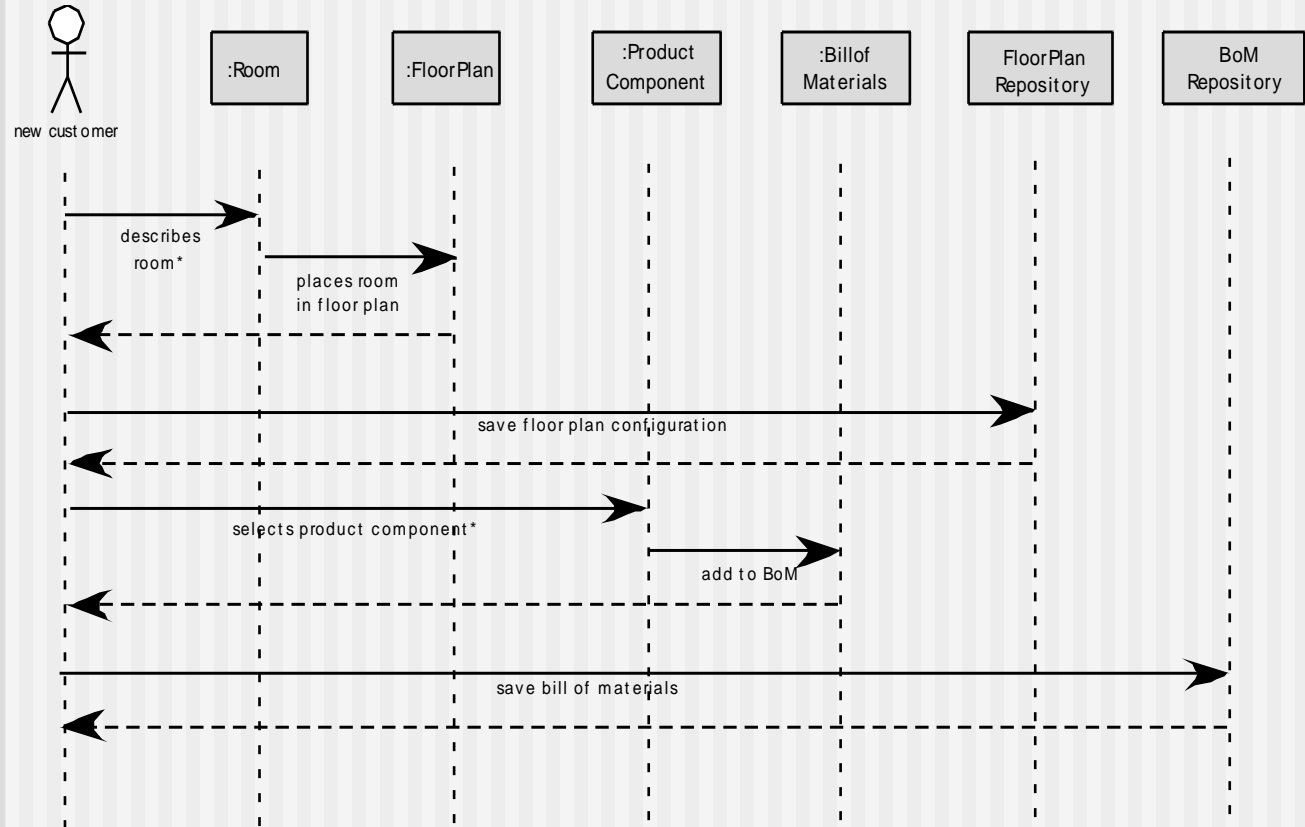 :Room
:FloorPlan
:Product
Component
:Billof
Materials
FloorPlan
Repository
BoM
Repository
new customer
describes
room*
places room
in floor plan
save floor plan configuration
selects product component*
add to BoM
save bill of materials